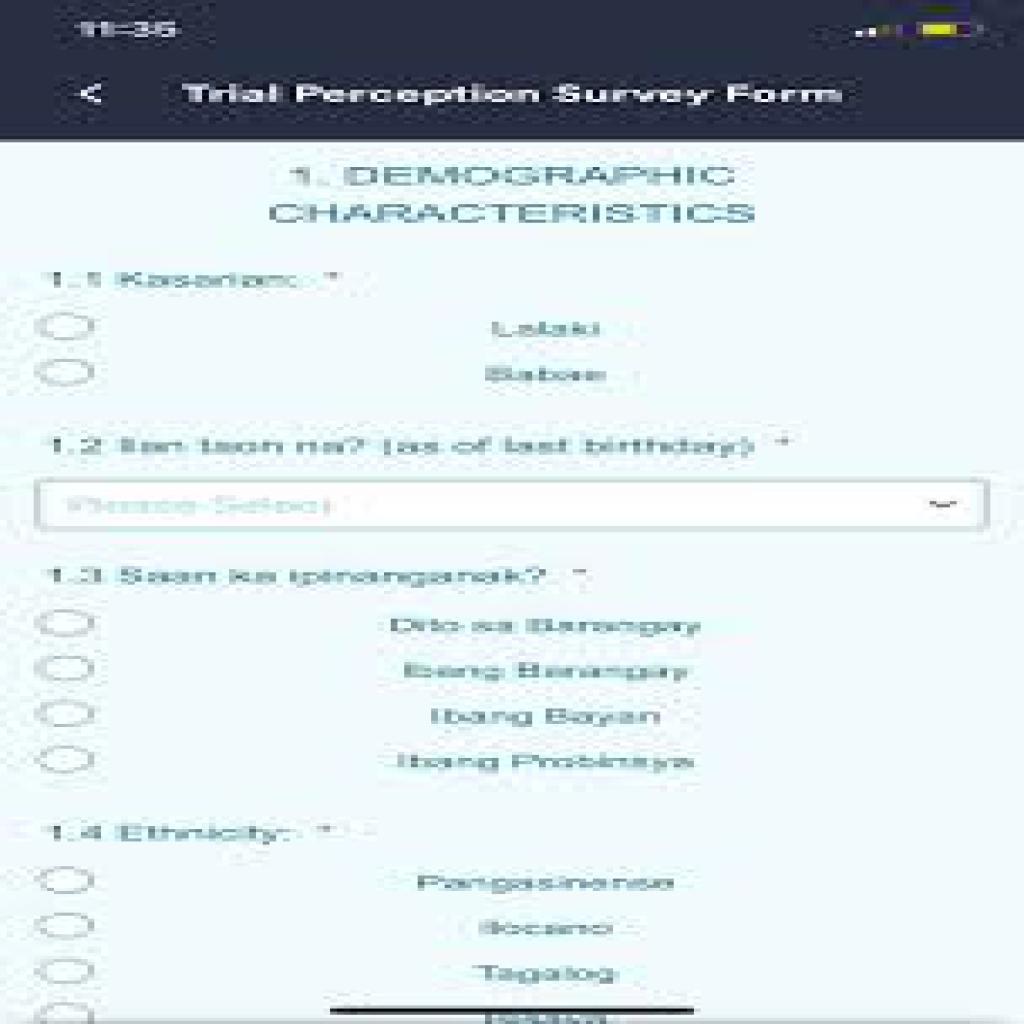 11:35
< Trial Perception Survey Form
1. DEMOGRAPHIC
CHARACTERISTICS
1.1 Kasarian: *
Lalaki
Babae
1.2 Ilan taon na? (as of last birthday) *
Please Select
1.3 Saan ka ipinanganak? *
Dito sa Barangay
Ibang Barangay
Ibang Bayan
Ibang Probinsya
1.4 Ethnicity: *
Pangasinense
Ilocano
Tagalog